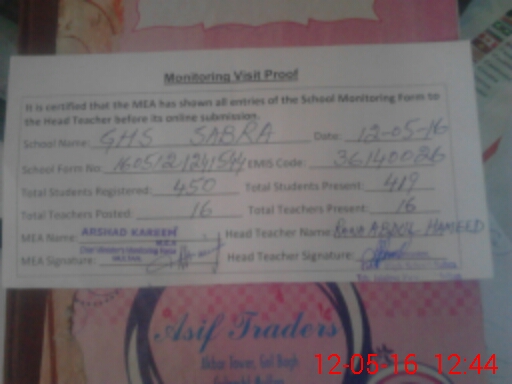 Monitoring Visit Proof
It is certified that the MEA has shown all entries of the School Monitoring Form to
the Head Teacher before its online submission.
School Name: GHS SABRA Date: 12-05-16
School Form No: EMIS Code: 36140026
Total Students Registered: 450 Total Students Present: 419
Total Teachers Posted: 16 Total Teachers Present: 16
MEA Name: ARSHAD KAREEM Head Teacher Name: RANA ABDUL HAMEED
M.E.A
MEA Signature: Head Teacher Signature:
Asif Traders
12-05-16 12:44